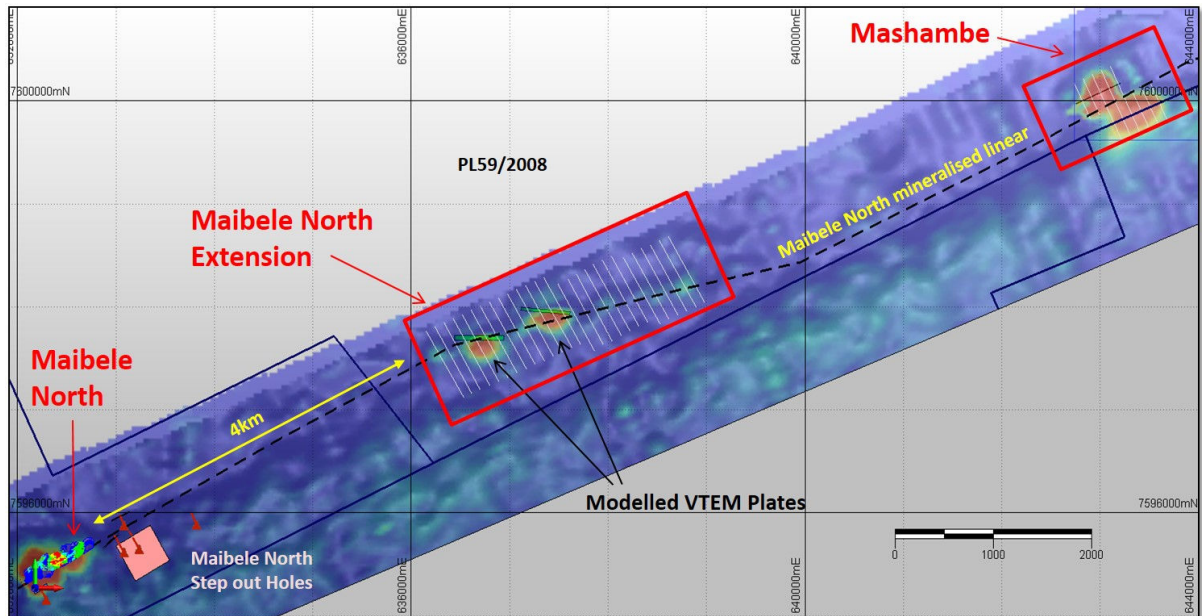 Mashambe
636000mE
640000mE
644000mE
7600000mN
7600000mN
PL59/2008
Maibele North
Extension
Maibele North mineralised linear
Maibele
North
4km
Modelled VTEM Plates
7596000mN
7596000mN
Maibele North
Step out Holes
0
1000
2000
636000mE
640000mE
644000mE